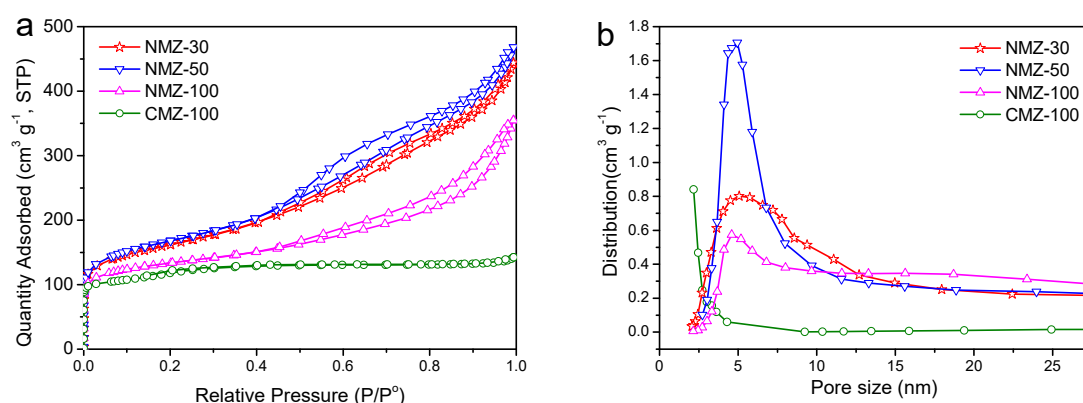 a
NMZ-30
NMZ-50
NMZ-100
CMZ-100
Quantity Adsorbed (cm³ g⁻¹, STP)
500
400
300
200
100
0
0.0 0.2 0.4 0.6 0.8 1.0
Relative Pressure (P/P⁰)
b
NMZ-30
NMZ-50
NMZ-100
CMZ-100
Distribution(cm³ g⁻¹)
1.8
1.6
1.4
1.2
1.0
0.8
0.6
0.4
0.2
0.0
0 5 10 15 20 25
Pore size (nm)